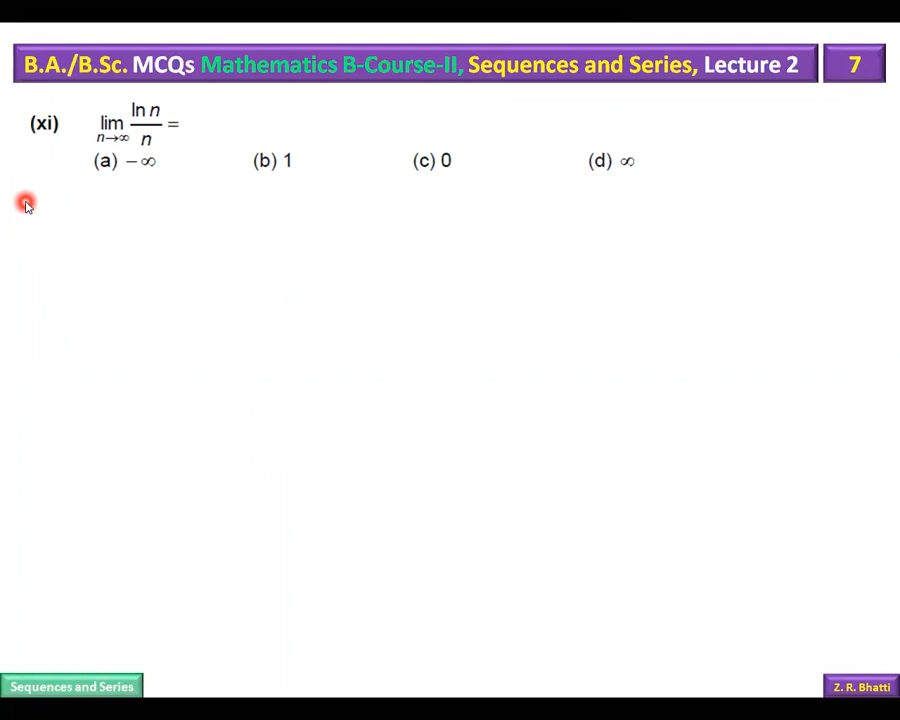 B.A./B.Sc. MCQs Mathematics B-Course-II, Sequences and Series, Lecture 2 7
(xi) lim n→∞ ln n / n =
(a) −∞ (b) 1 (c) 0 (d) ∞
Sequences and Series Z. R. Bhatti